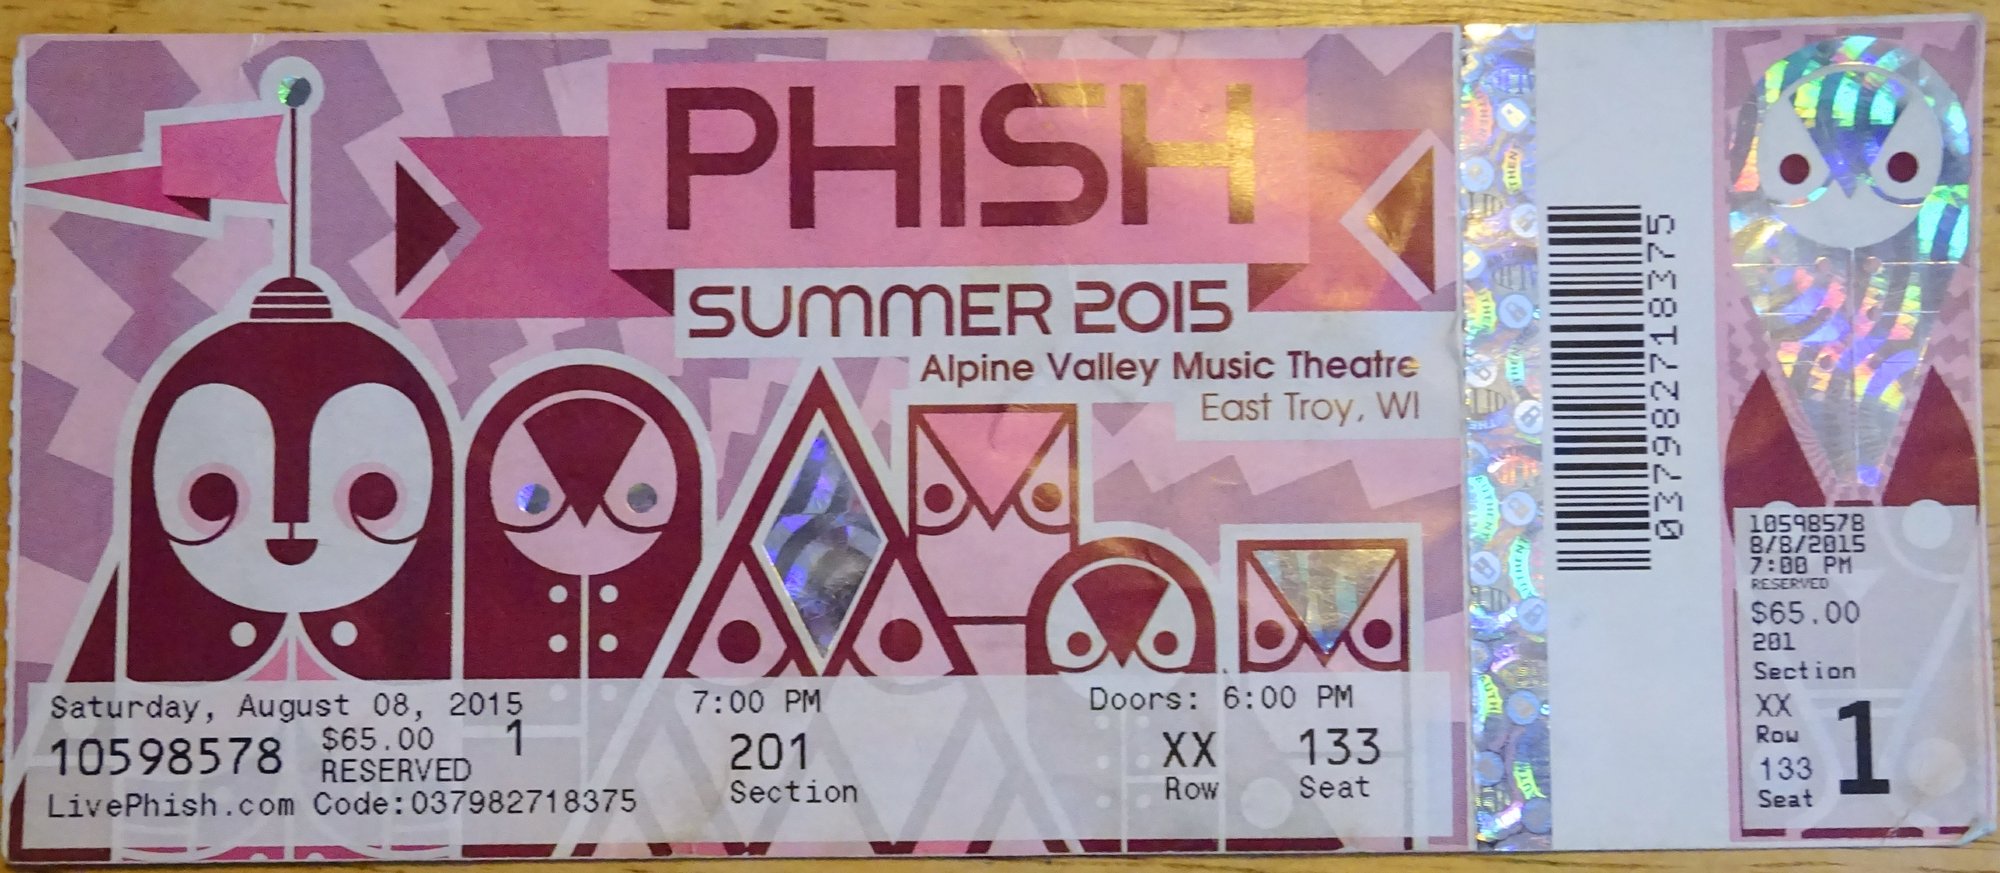 PHISH
SUMMER 2015
Alpine Valley Music Theatre
East Troy, WI
Saturday, August 08, 2015 7:00 PM Doors: 6:00 PM
10598578 $65.00 1 201 XX 133
RESERVED Section Row Seat
LivePhish.com Code:037982718375
037982718375
10598578
8/8/2015
7:00 PM
RESERVED
$65.00
201
Section
XX
Row 1
133
Seat